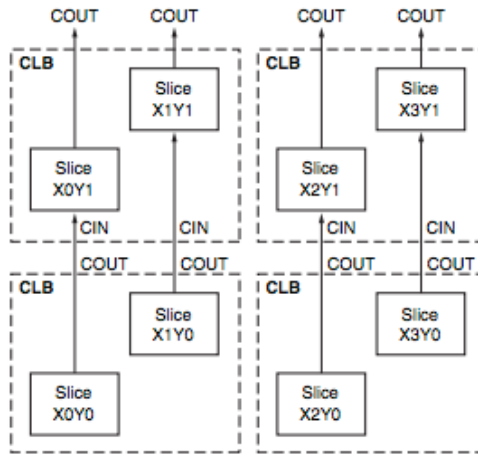 COUT COUT COUT COUT
CLB CLB
Slice
X1Y1
Slice
X3Y1
Slice
X0Y1
Slice
X2Y1
CIN CIN CIN CIN
COUT COUT COUT COUT
CLB CLB
Slice
X1Y0
Slice
X3Y0
Slice
X0Y0
Slice
X2Y0